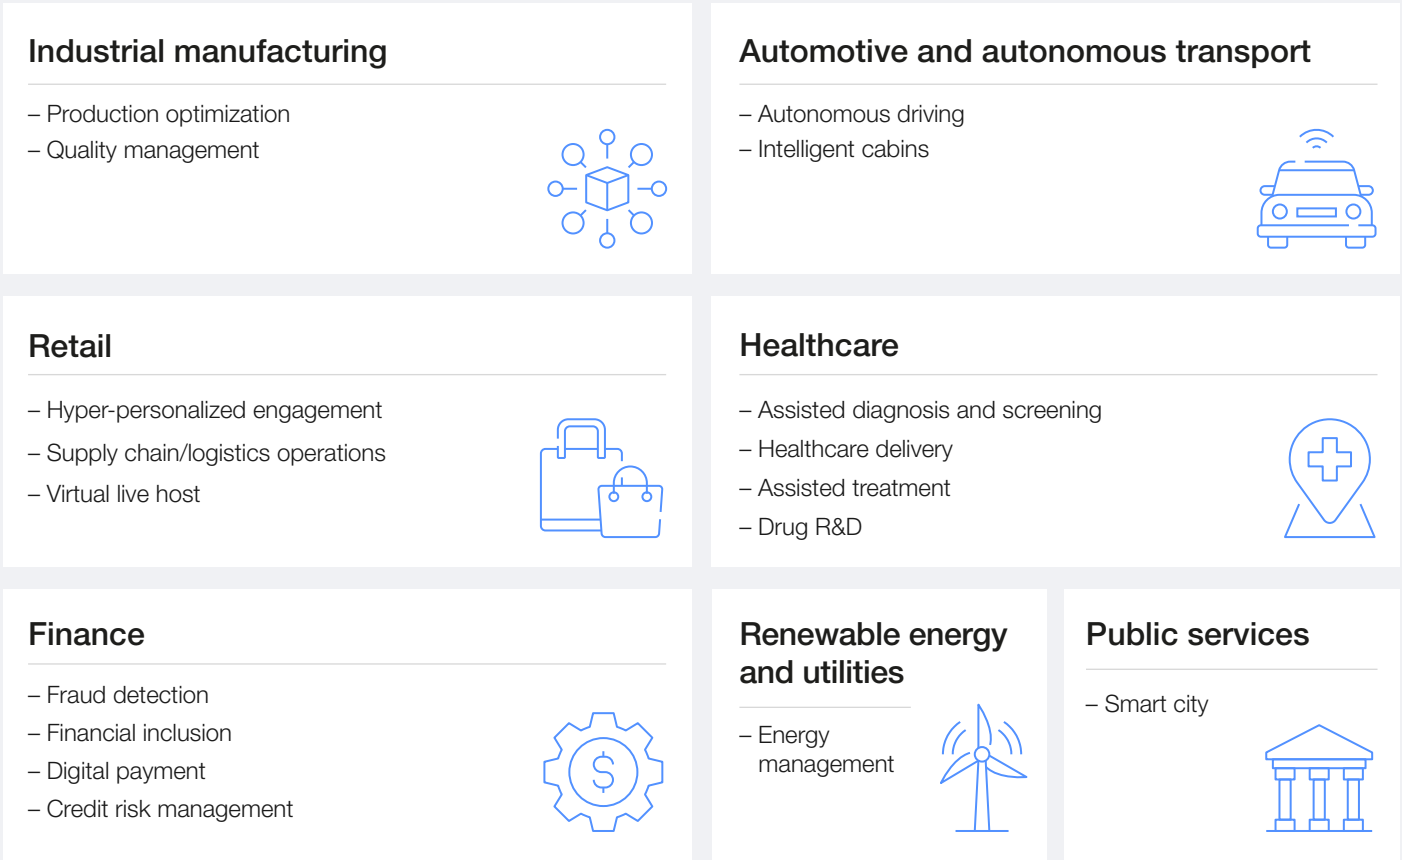 Industrial manufacturing
– Production optimization
– Quality management
Automotive and autonomous transport
– Autonomous driving
– Intelligent cabins
Retail
– Hyper-personalized engagement
– Supply chain/logistics operations
– Virtual live host
Healthcare
– Assisted diagnosis and screening
– Healthcare delivery
– Assisted treatment
– Drug R&D
Finance
– Fraud detection
– Financial inclusion
– Digital payment
– Credit risk management
$
Renewable energy
and utilities
– Energy
management
Public services
– Smart city